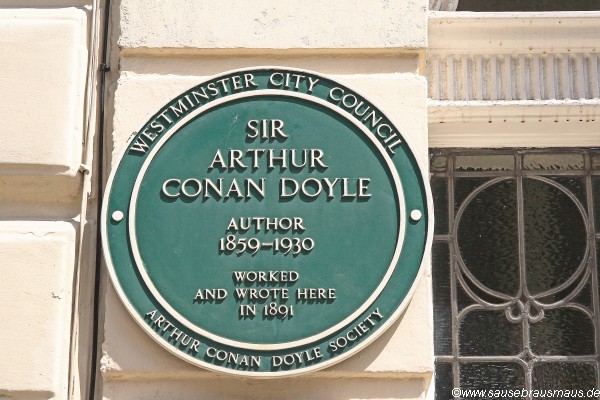 WESTMINSTER CITY COUNCIL
SIR
ARTHUR
CONAN DOYLE
AUTHOR
1859–1930
WORKED
AND WROTE HERE
IN 1891
ARTHUR CONAN DOYLE SOCIETY
©www.sausebrausmaus.de